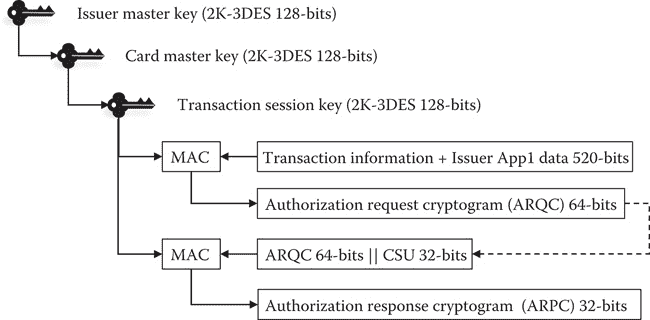 Issuer master key (2K-3DES 128-bits)
Card master key (2K-3DES 128-bits)
Transaction session key (2K-3DES 128-bits)
MAC
Transaction information + Issuer App1 data 520-bits
Authorization request cryptogram (ARQC) 64-bits
MAC
ARQC 64-bits || CSU 32-bits
Authorization response cryptogram (ARPC) 32-bits